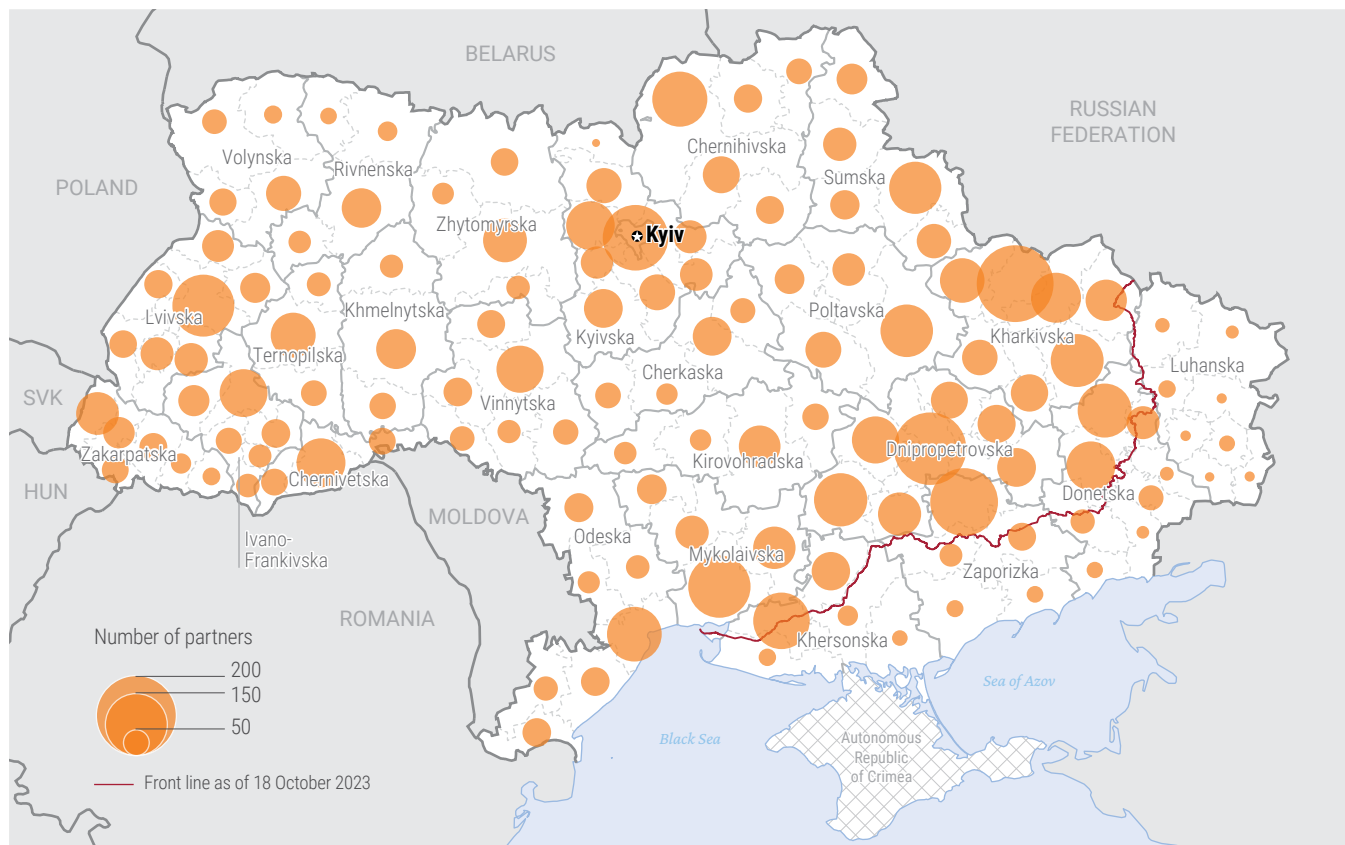 BELARUS
RUSSIAN
FEDERATION
POLAND
Volynska
Rivnenska
Chernihivska
Sumska
Zhytomyrska
Kyiv
Lvivska
Khmelnytska
Ternopilska
Kyivska
Poltavska
Kharkivska
Luhanska
Cherkaska
SVK
Vinnytska
Zakarpatska
Kirovohradska
Dnipropetrovska
HUN
Chernivetska
Donetska
MOLDOVA
Ivano-
Frankivska
Odeska
Mykolaivska
Zaporizka
ROMANIA
Khersonska
Sea of Azov
Black Sea
Autonomous
Republic
of Crimea
Number of partners
200
150
50
Front line as of 18 October 2023